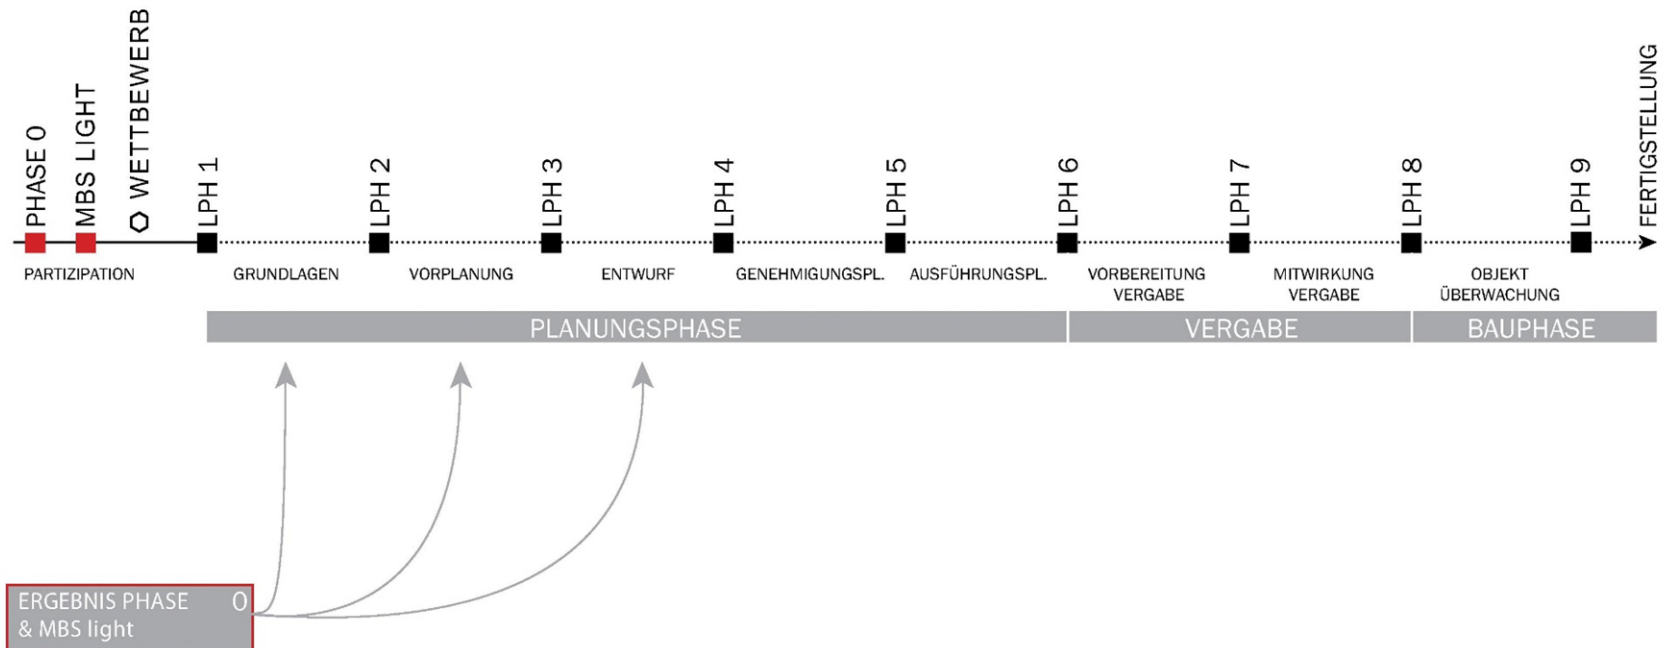 PHASE 0
MBS LIGHT
WETTBEWERB
LPH 1
LPH 2
LPH 3
LPH 4
LPH 5
LPH 6
LPH 7
LPH 8
LPH 9
FERTIGSTELLUNG
PARTIZIPATION
GRUNDLAGEN
VORPLANUNG
ENTWURF
GENEHMIGUNGSPL.
AUSFÜHRUNGSPL.
VORBEREITUNG
VERGABE
MITWIRKUNG
VERGABE
OBJEKT
ÜBERWACHUNG
PLANUNGSPHASE
VERGABE
BAUPHASE
ERGEBNIS PHASE 0
& MBS light